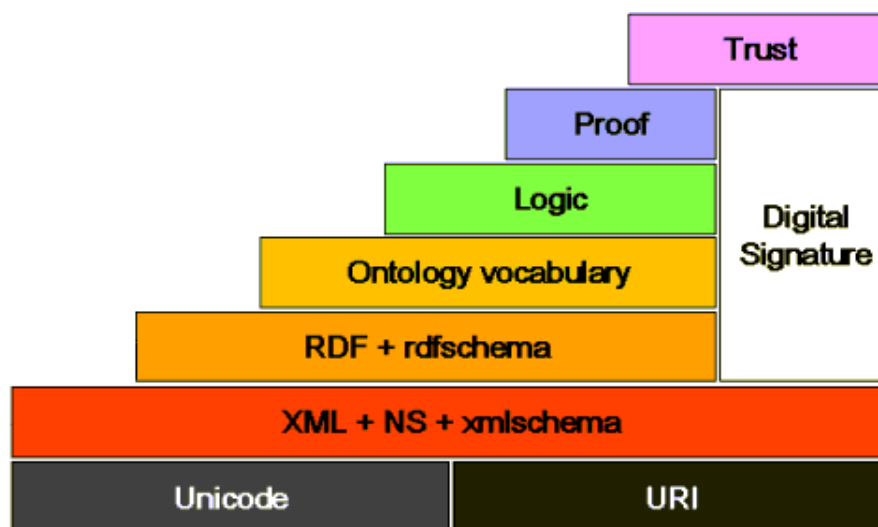 Trust
Proof
Logic
Digital
Signature
Ontology vocabulary
RDF + rdfschema
XML + NS + xmlschema
Unicode
URI